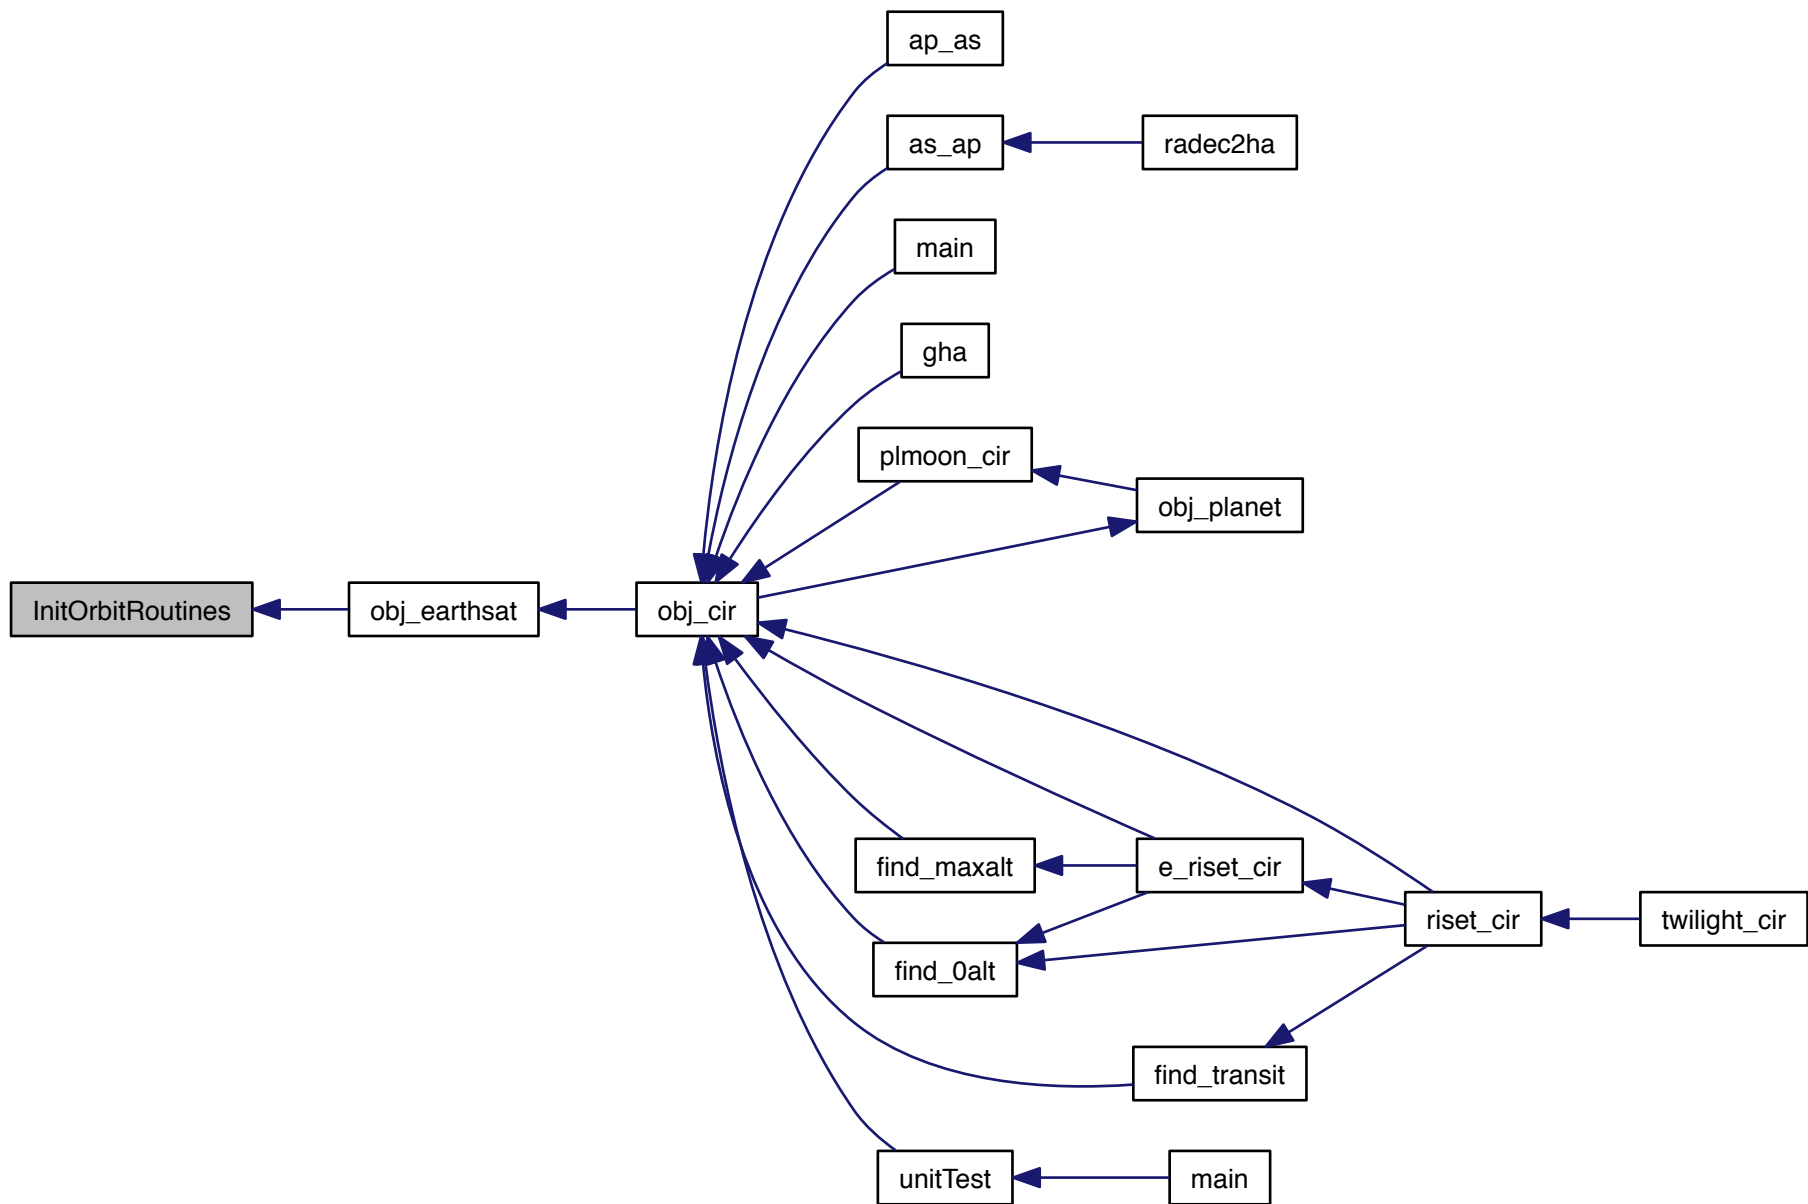 ap_as
as_ap
radec2ha
main
gha
plmoon_cir
obj_planet
InitOrbitRoutines
obj_earthsat
obj_cir
find_maxalt
e_riset_cir
riset_cir
twilight_cir
find_0alt
find_transit
unitTest
main